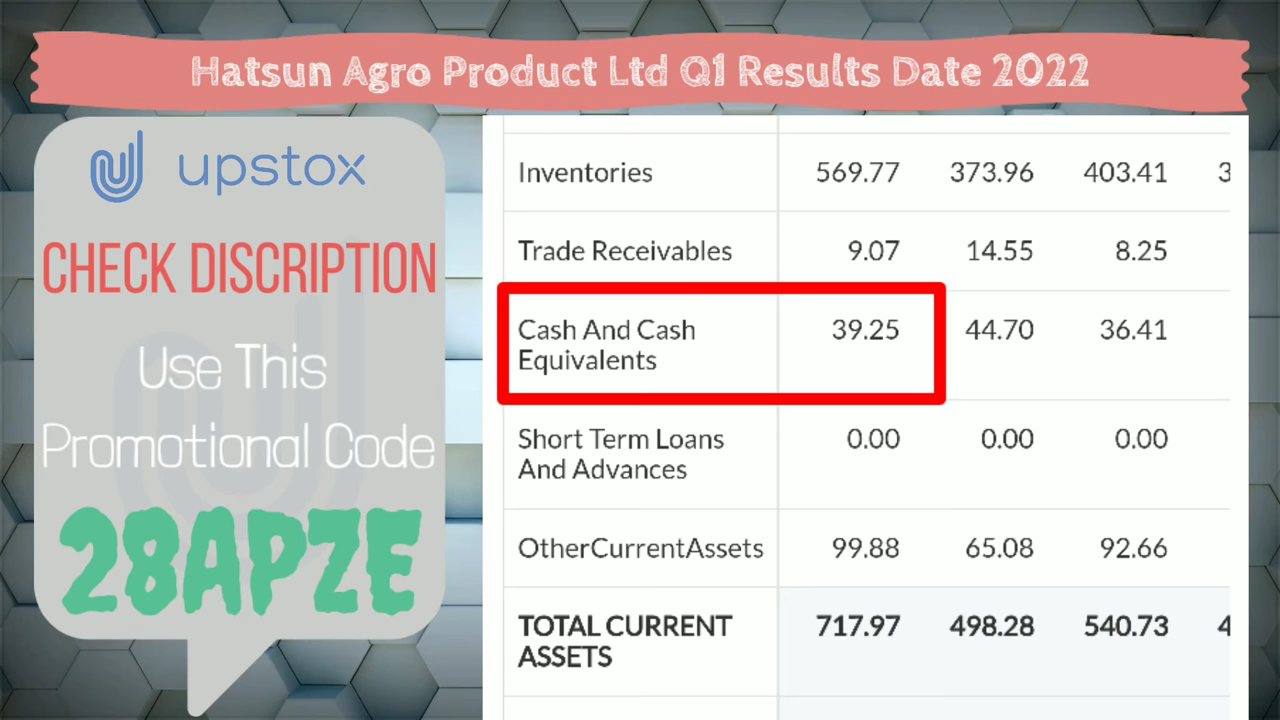 Hatsun Agro Product Ltd Q1 Results Date 2022
upstox
CHECK DISCRIPTION
Use This
Promotional Code
28APZE
Inventories 569.77 373.96 403.41 3
Trade Receivables 9.07 14.55 8.25
Cash And Cash
Equivalents 39.25 44.70 36.41
Short Term Loans
And Advances 0.00 0.00 0.00
OtherCurrentAssets 99.88 65.08 92.66
TOTAL CURRENT
ASSETS 717.97 498.28 540.73 4